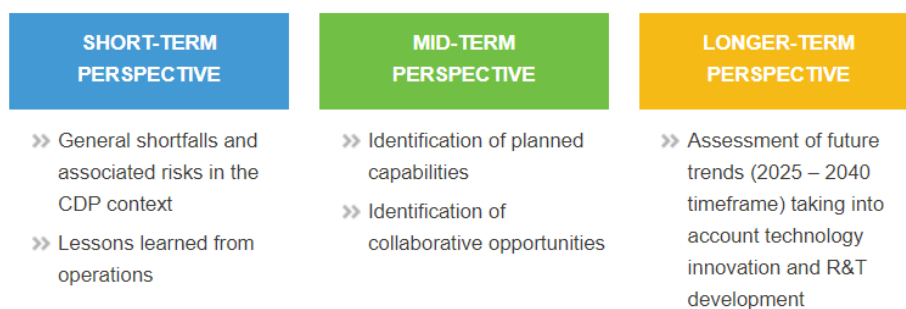 SHORT-TERM
PERSPECTIVE
General shortfalls and
associated risks in the
CDP context
Lessons learned from
operations
MID-TERM
PERSPECTIVE
Identification of planned
capabilities
Identification of
collaborative opportunities
LONGER-TERM
PERSPECTIVE
Assessment of future
trends (2025 – 2040
timeframe) taking into
account technology
innovation and R&T
development